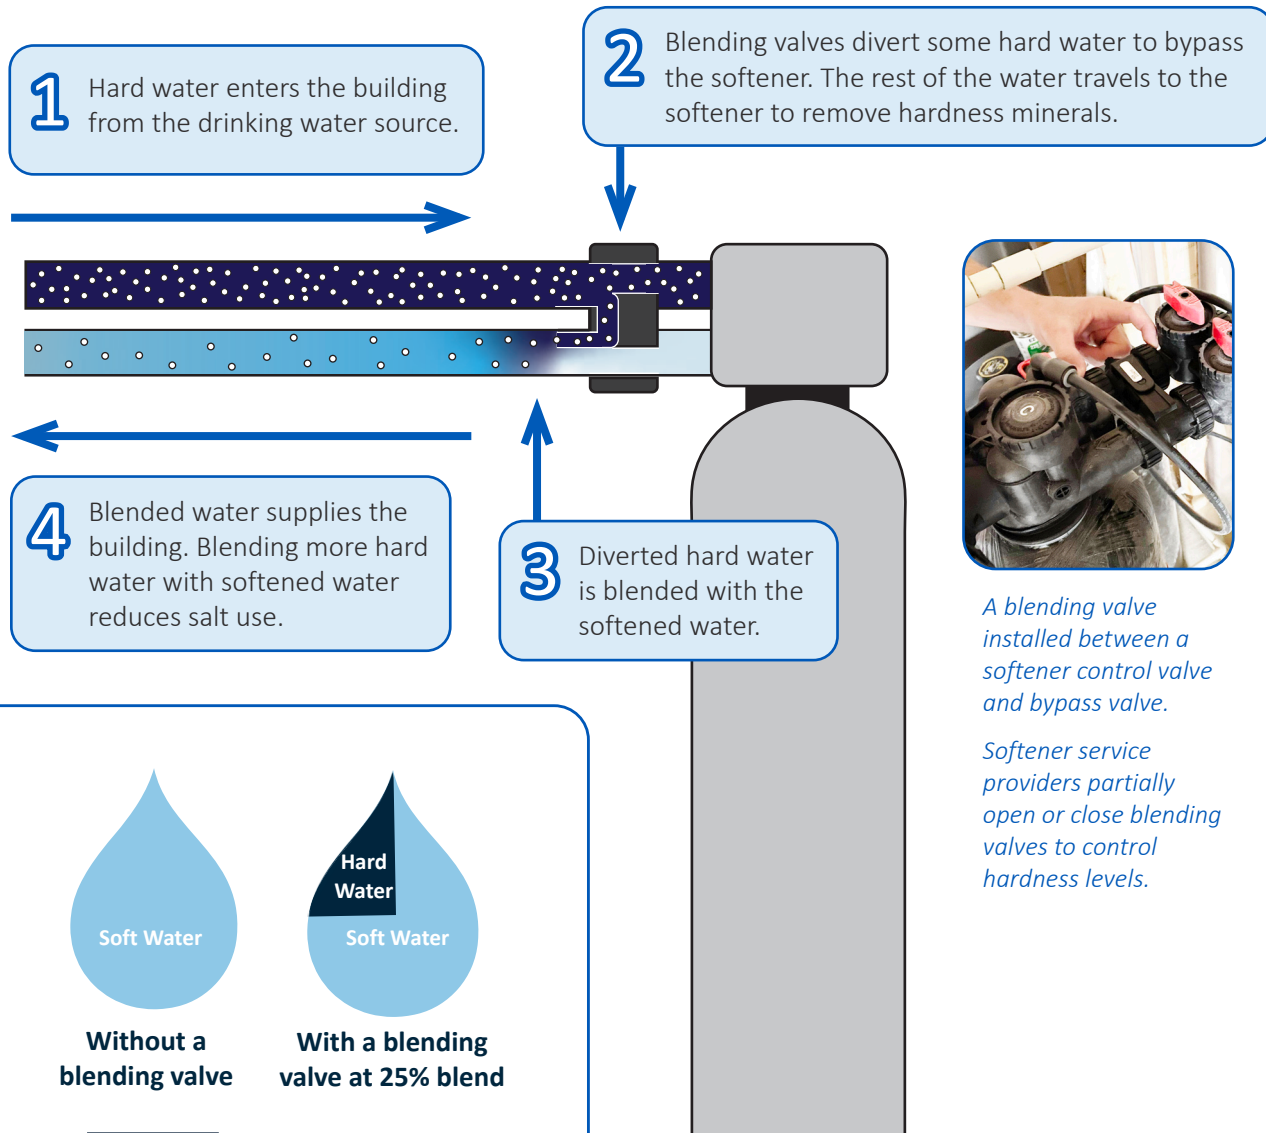 1
Hard water enters the building
from the drinking water source.
2
Blending valves divert some hard water to bypass
the softener. The rest of the water travels to the
softener to remove hardness minerals.
4
Blended water supplies the
building. Blending more hard
water with softened water
reduces salt use.
3
Diverted hard water
is blended with the
softened water.
A blending valve
installed between a
softener control valve
and bypass valve.
Softener service
providers partially
open or close blending
valves to control
hardness levels.
Soft Water
Without a
blending valve
Hard
Water
Soft Water
With a blending
valve at 25% blend